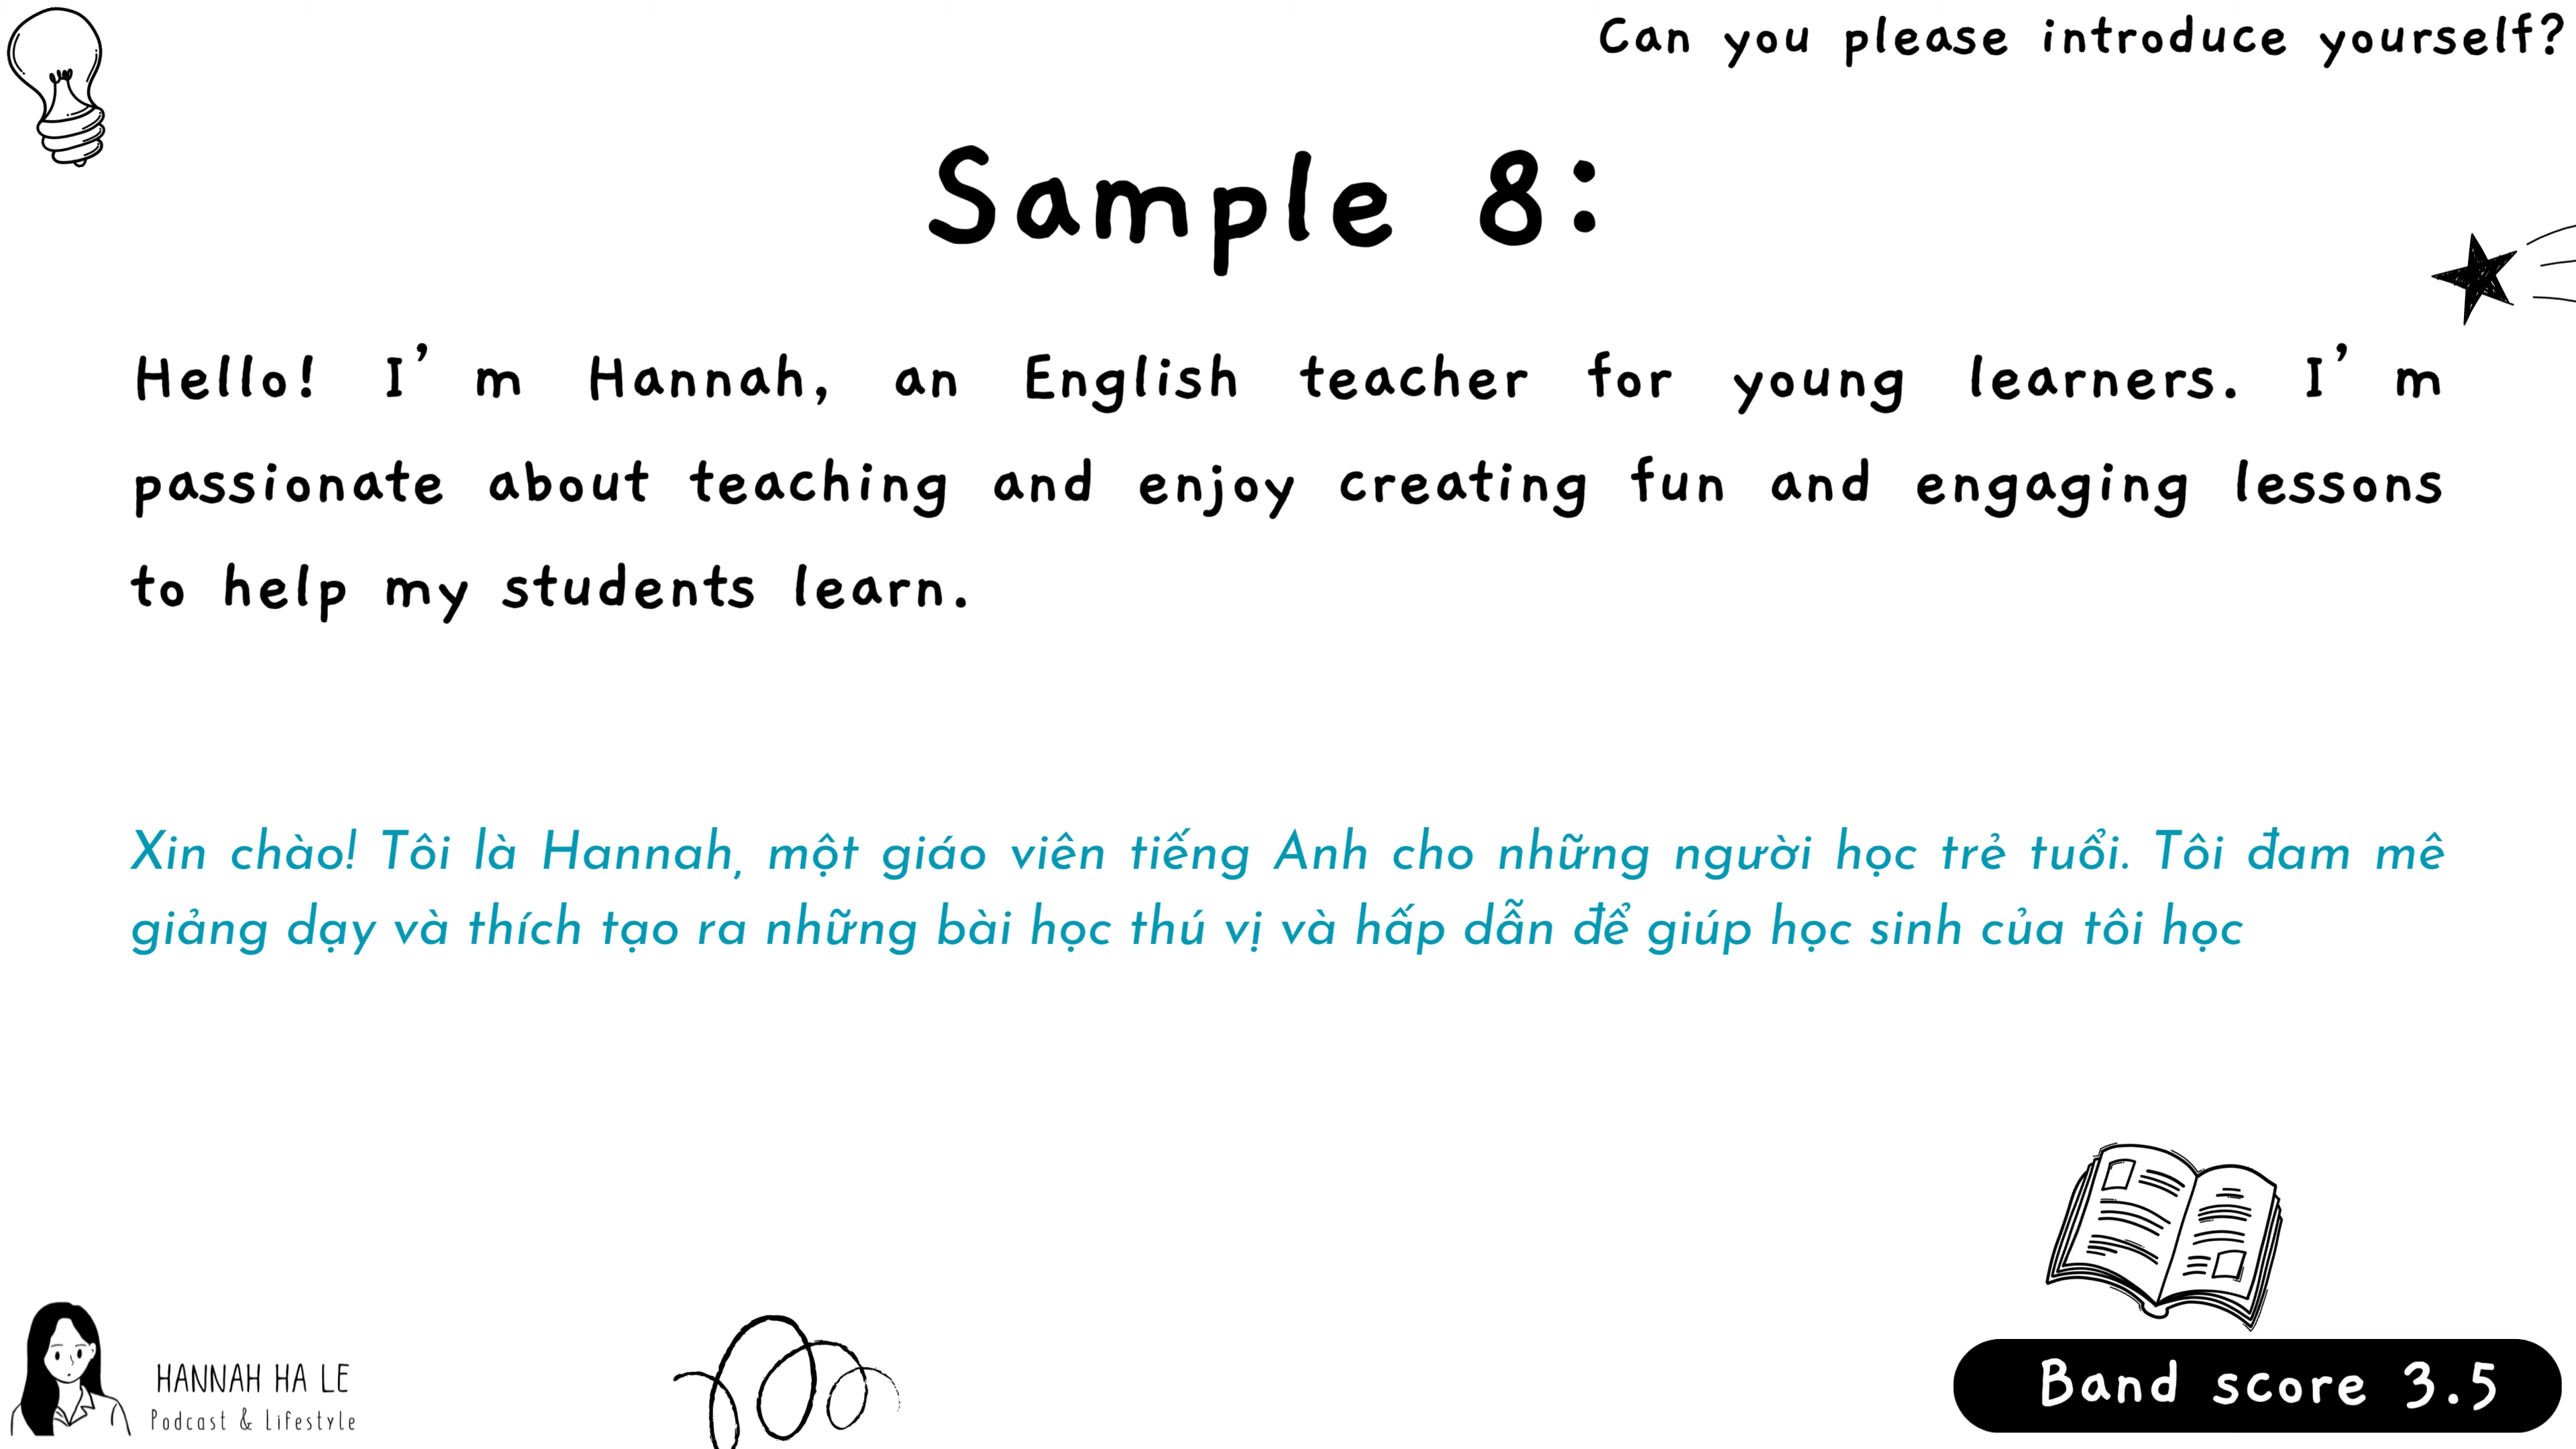 Can you please introduce yourself?
Sample 8:
Hello! I’m Hannah, an English teacher for young learners. I’m
passionate about teaching and enjoy creating fun and engaging lessons
to help my students learn.
Xin chào! Tôi là Hannah, một giáo viên tiếng Anh cho những người học trẻ tuổi. Tôi đam mê
giảng dạy và thích tạo ra những bài học thú vị và hấp dẫn để giúp học sinh của tôi học
HANNAH HA LE
Podcast & Lifestyle
Band score 3.5